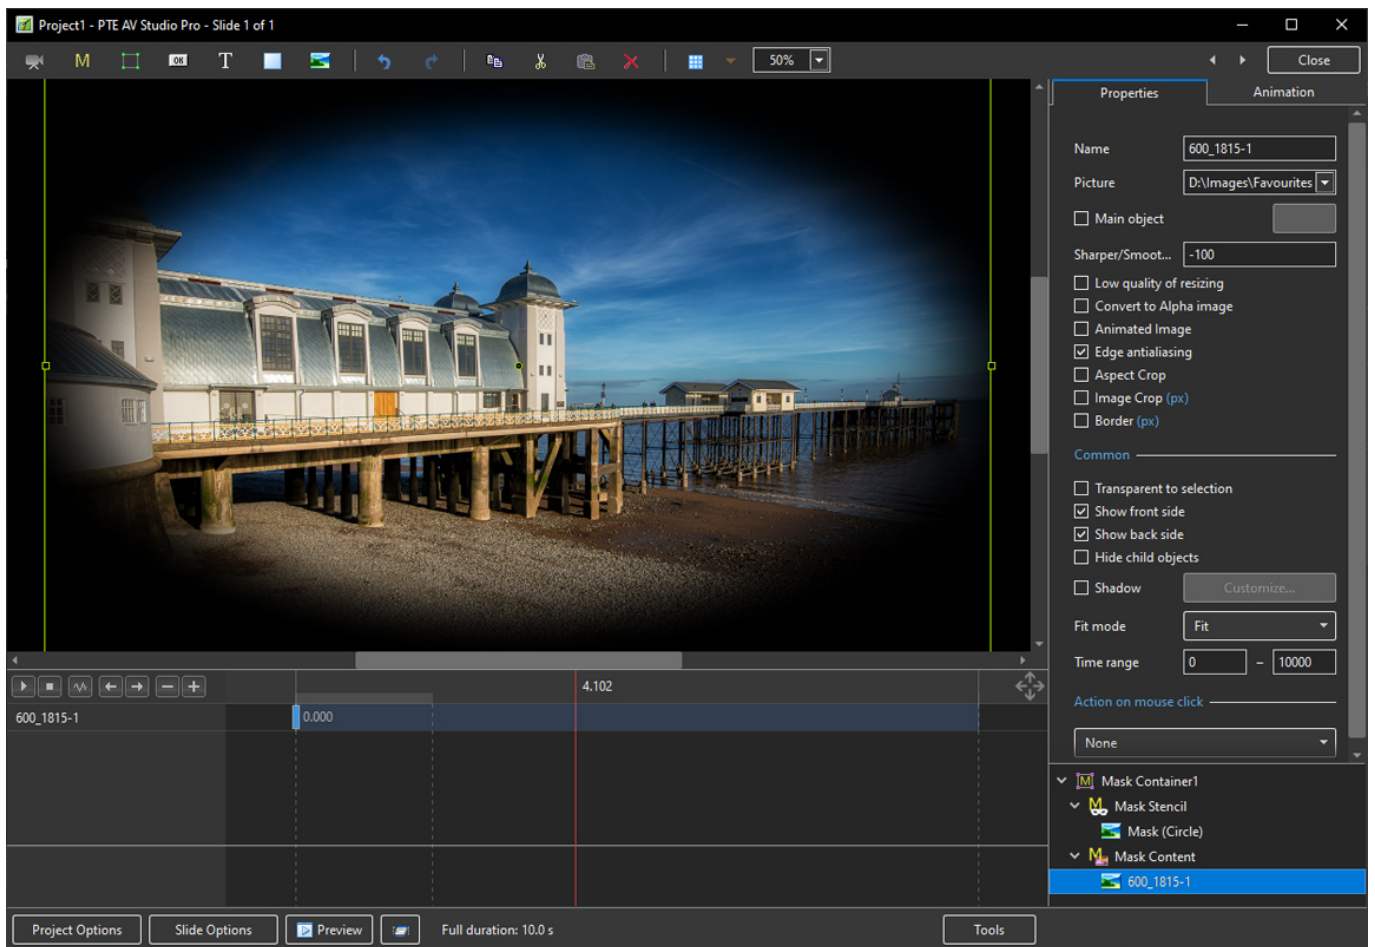 Project1 - PTE AV Studio Pro - Slide 1 of 1
M OK T 50% Close
Properties Animation
Name 600_1815-1
Picture D:\Images\Favourites
Main object
Sharper/Smoot... -100
Low quality of resizing
Convert to Alpha image
Animated Image
Edge antialiasing
Aspect Crop
Image Crop (px)
Border (px)
Common
Transparent to selection
Show front side
Show back side
Hide child objects
Shadow Customize...
Fit mode Fit
Time range 0 – 10000
Action on mouse click
None
4.102
600_1815-1 0.000
M Mask Container1
M Mask Stencil
Mask (Circle)
M Mask Content
600_1815-1
Project Options Slide Options Preview Full duration: 10.0 s Tools